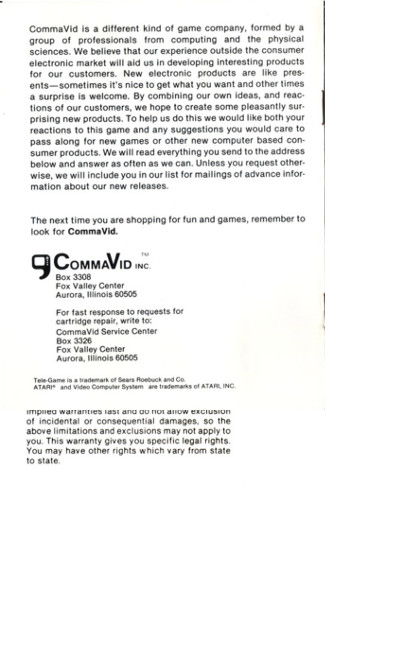 CommaVid is a different kind of game company, formed by a
group of professionals from computing and the physical
sciences. We believe that our experience outside the consumer
electronic market will aid us in developing interesting products
for our customers. New electronic products are like pres-
ents—sometimes it's nice to get what you want and other times
a surprise is welcome. By combining our own ideas, and reac-
tions of our customers, we hope to create some pleasantly sur-
prising new products. To help us do this we would like both your
reactions to this game and any suggestions you would care to
pass along for new games or other new computer based con-
sumer products. We will read everything you send to the address
below and answer as often as we can. Unless you request other-
wise, we will include you in our list for mailings of advance infor-
mation about our new releases.
The next time you are shopping for fun and games, remember to
look for CommaVid.
COMMAVID INC.™
Box 3308
Fox Valley Center
Aurora, Illinois 60505
For fast response to requests for
cartridge repair, write to:
CommaVid Service Center
Box 3326
Fox Valley Center
Aurora, Illinois 60505
Tele-Game is a trademark of Sears Roebuck and Co.
ATARI® and Video Computer System are trademarks of ATARI, INC.
implied warranties last and do not allow exclusion
of incidental or consequential damages, so the
above limitations and exclusions may not apply to
you. This warranty gives you specific legal rights.
You may have other rights which vary from state
to state.